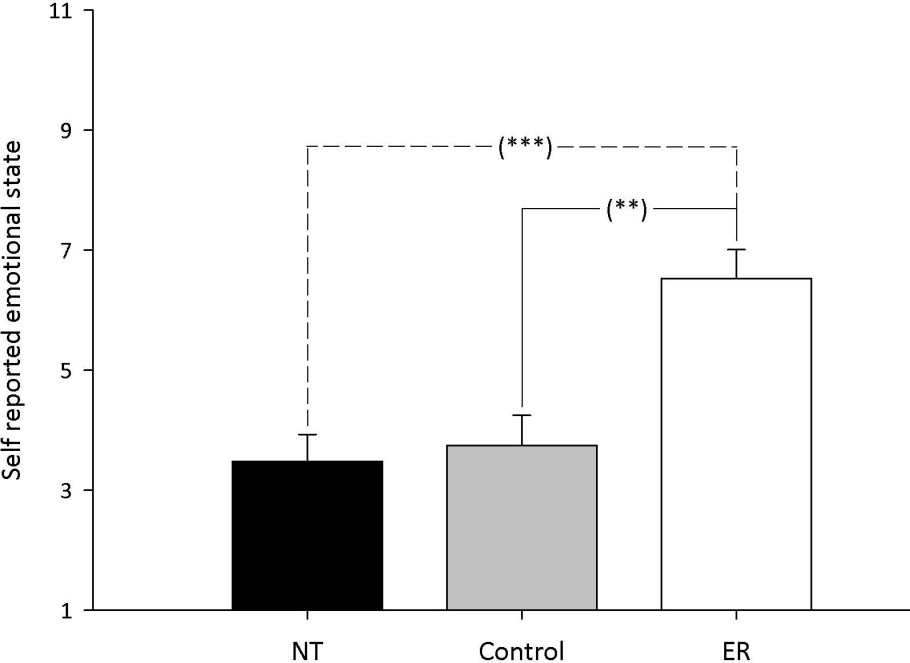 Self reported emotional state
11
9
7
5
3
1
(***)
(**)
NT
Control
ER